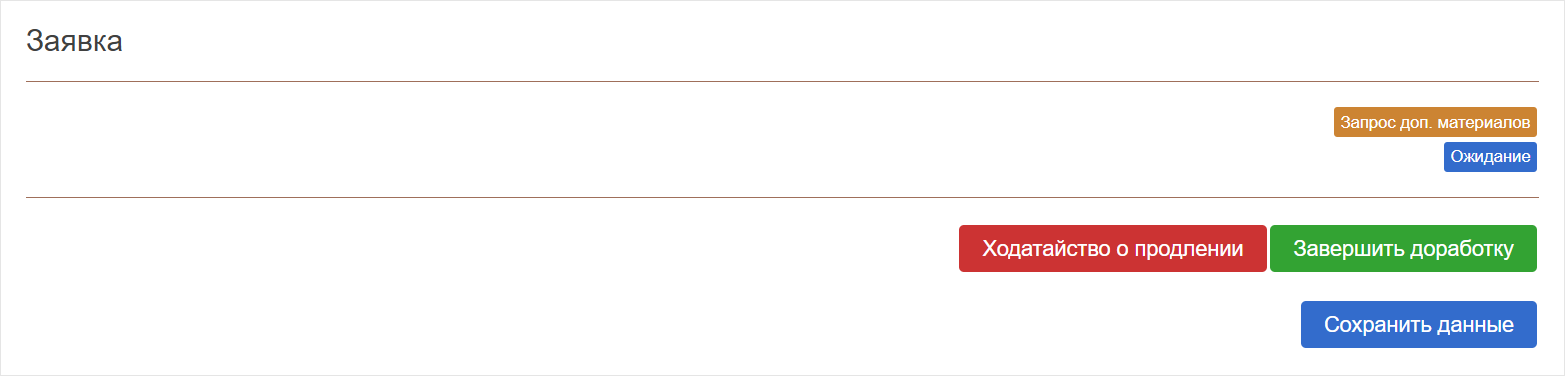 Заявка
Запрос доп. материалов
Ожидание
Ходатайство о продлении Завершить доработку
Сохранить данные